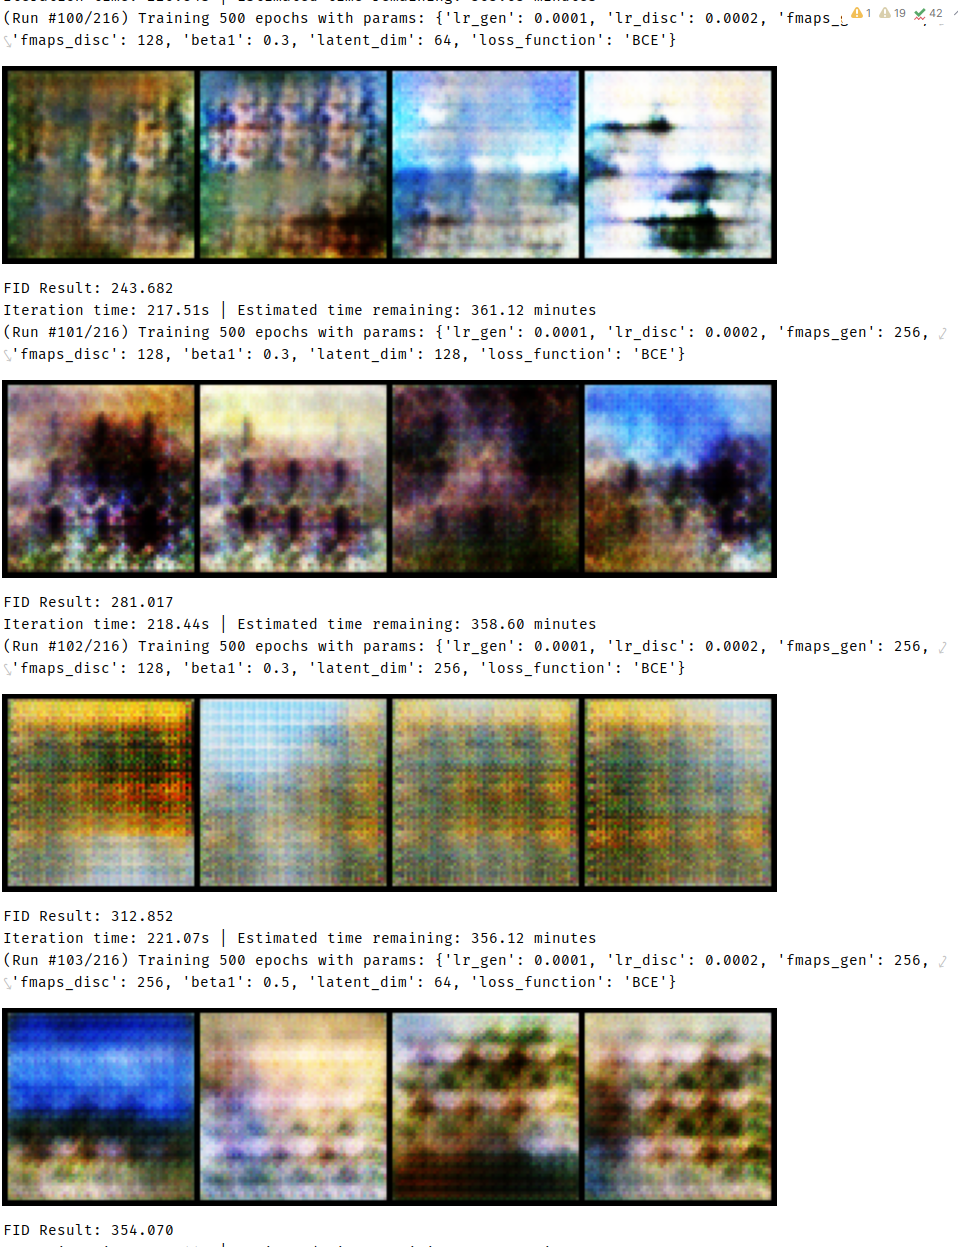 (Run #100/216) Training 500 epochs with params: {'lr_gen': 0.0001, 'lr_disc': 0.0002, 'fmaps_g
1 19 42
'fmaps_disc': 128, 'beta1': 0.3, 'latent_dim': 64, 'loss_function': 'BCE'}
FID Result: 243.682
Iteration time: 217.51s | Estimated time remaining: 361.12 minutes
(Run #101/216) Training 500 epochs with params: {'lr_gen': 0.0001, 'lr_disc': 0.0002, 'fmaps_gen': 256,
'fmaps_disc': 128, 'beta1': 0.3, 'latent_dim': 128, 'loss_function': 'BCE'}
FID Result: 281.017
Iteration time: 218.44s | Estimated time remaining: 358.60 minutes
(Run #102/216) Training 500 epochs with params: {'lr_gen': 0.0001, 'lr_disc': 0.0002, 'fmaps_gen': 256,
'fmaps_disc': 128, 'beta1': 0.3, 'latent_dim': 256, 'loss_function': 'BCE'}
FID Result: 312.852
Iteration time: 221.07s | Estimated time remaining: 356.12 minutes
(Run #103/216) Training 500 epochs with params: {'lr_gen': 0.0001, 'lr_disc': 0.0002, 'fmaps_gen': 256,
'fmaps_disc': 256, 'beta1': 0.5, 'latent_dim': 64, 'loss_function': 'BCE'}
FID Result: 354.070